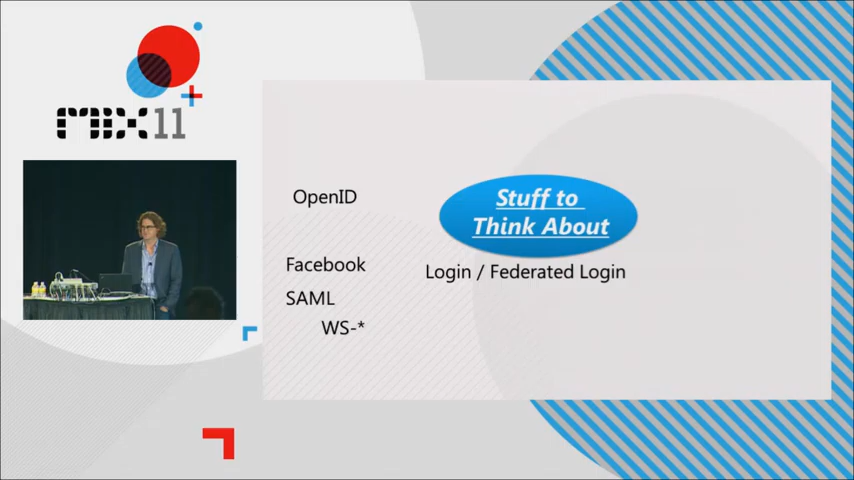 MIX11
OpenID
Stuff to
Think About
Facebook
Login / Federated Login
SAML
WS-*